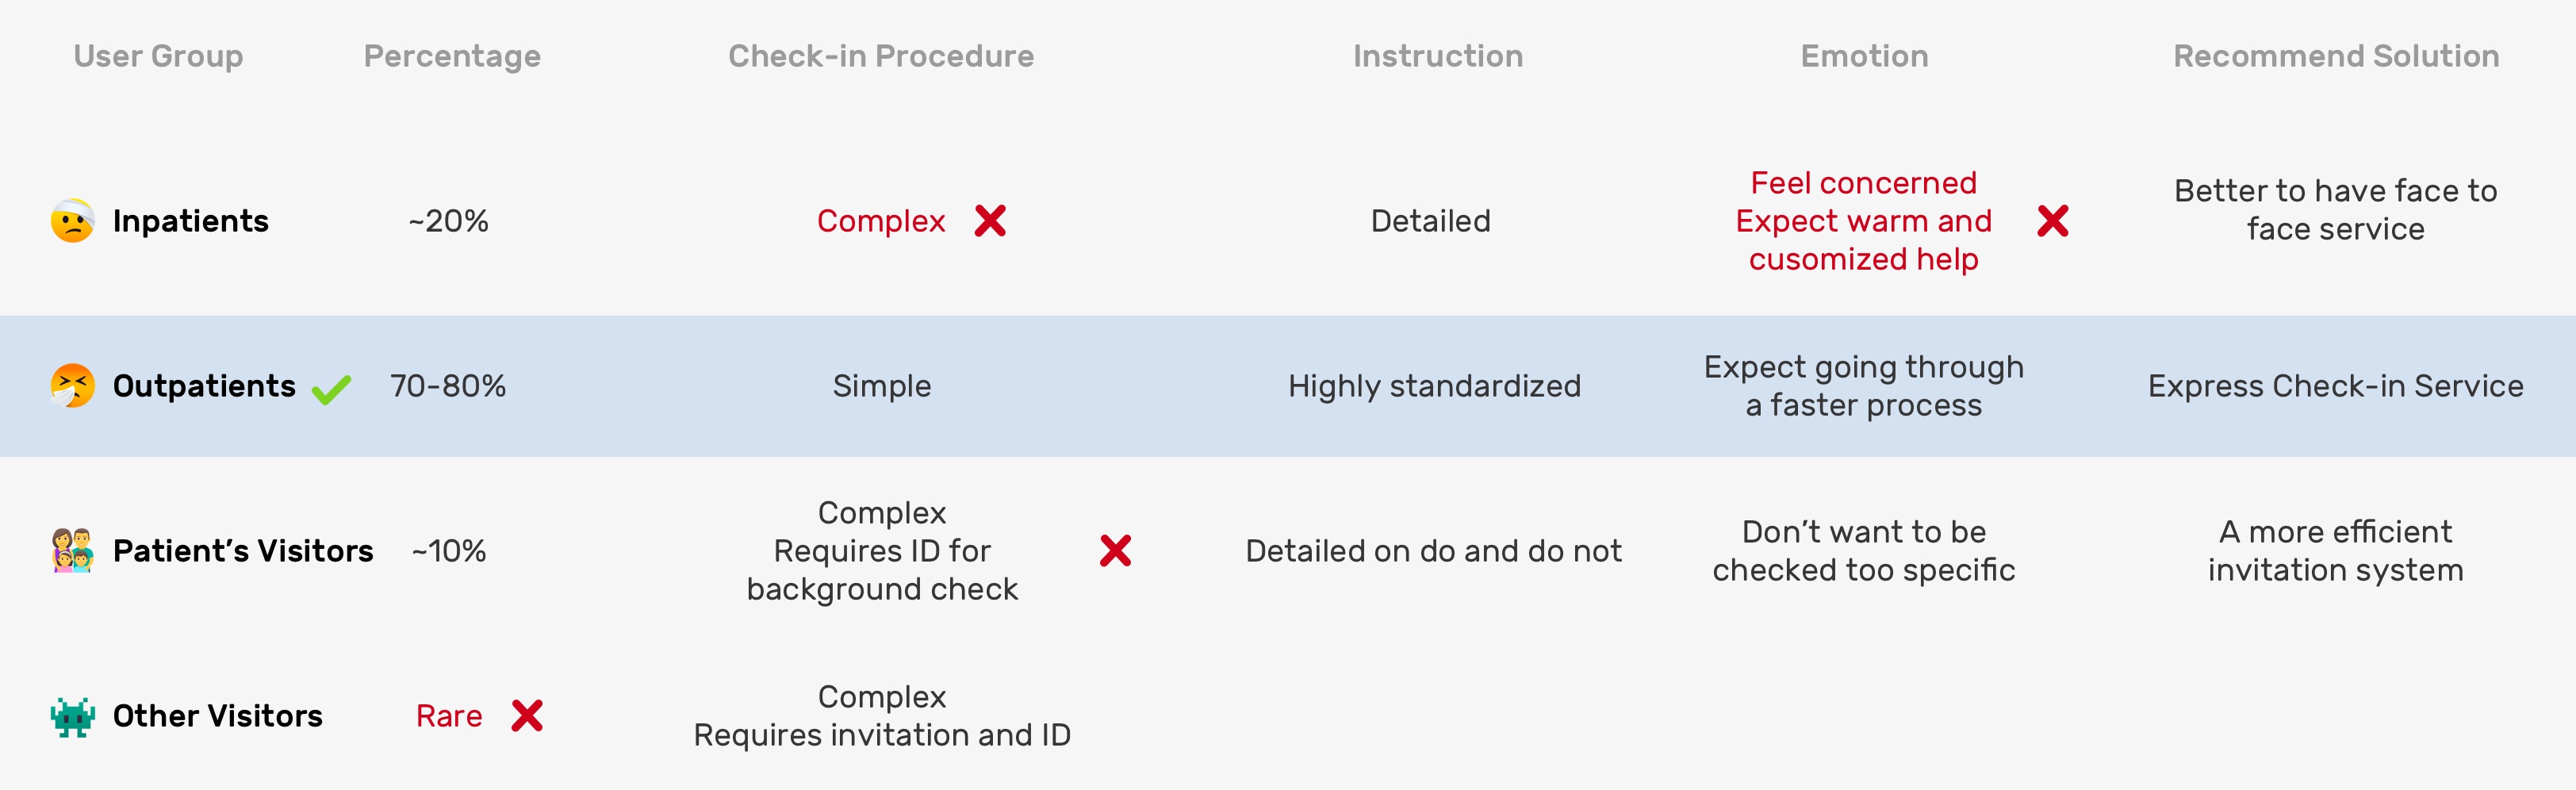 User Group Percentage Check-in Procedure Instruction Emotion Recommend Solution
Inpatients ~20% Complex Detailed Feel concerned
Expect warm and
cusomized help Better to have face to
face service
Outpatients 70-80% Simple Highly standardized Expect going through
a faster process Express Check-in Service
Patient’s Visitors ~10% Complex
Requires ID for
background check Detailed on do and do not Don’t want to be
checked too specific A more efficient
invitation system
Other Visitors Rare Complex
Requires invitation and ID